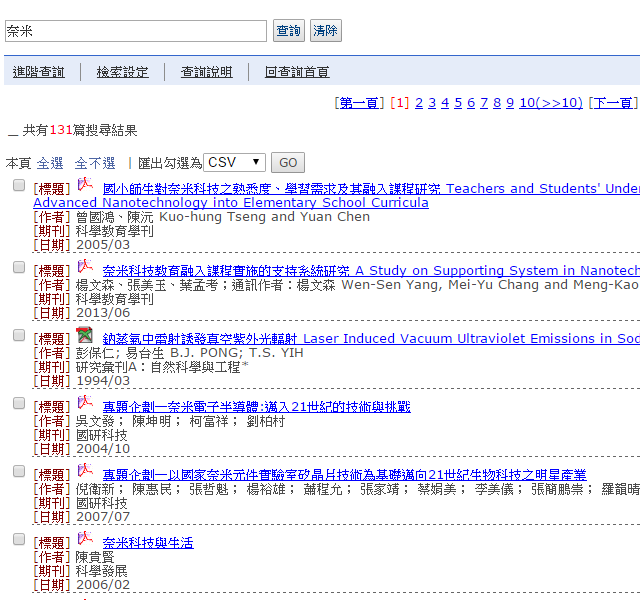 奈米 查詢 清除
進階查詢 檢索設定 查詢說明 回查詢首頁
[第一頁] [1] 2 3 4 5 6 7 8 9 10(>>10) [下一頁]
共有131篇搜尋結果
本頁 全選 全不選 | 匯出勾選為 CSV GO
[標題] 國小師生對奈米科技之熟悉度、學習需求及其融入課程研究 Teachers and Students' Unde
Advanced Nanotechnology into Elementary School Curricula
[作者] 曾國鴻、陳沅 Kuo-hung Tseng and Yuan Chen
[期刊] 科學教育學刊
[日期] 2005/03
[標題] 奈米科技教育融入課程實施的支持系統研究 A Study on Supporting System in Nanotech
[作者] 楊文森、張美玉、葉孟考；通訊作者：楊文森 Wen-Sen Yang, Mei-Yu Chang and Meng-Kao
[期刊] 科學教育學刊
[日期] 2013/06
[標題] 鈉蒸氣中雷射誘發真空紫外光輻射 Laser Induced Vacuum Ultraviolet Emissions in Sod
[作者] 彭保仁; 易台生 B.J. PONG; T.S. YIH
[期刊] 研究彙刊A：自然科學與工程*
[日期] 1994/03
[標題] 專題企劃—奈米電子半導體:邁入21世紀的技術與挑戰
[作者] 吳文發； 陳坤明； 柯富祥； 劉柏村
[期刊] 國研科技
[日期] 2004/10
[標題] 專題企劃—以國家奈米元件實驗室矽晶片技術為基礎邁向21世紀生物科技之明星產業
[作者] 倪衛新； 陳惠民； 張哲魁； 楊裕雄； 蕭程允； 張家靖； 蔡娟美； 李美儀； 張簡鵬崇； 羅韻晴
[期刊] 國研科技
[日期] 2007/07
[標題] 奈米科技與生活
[作者] 陳貴賢
[期刊] 科學發展
[日期] 2006/02